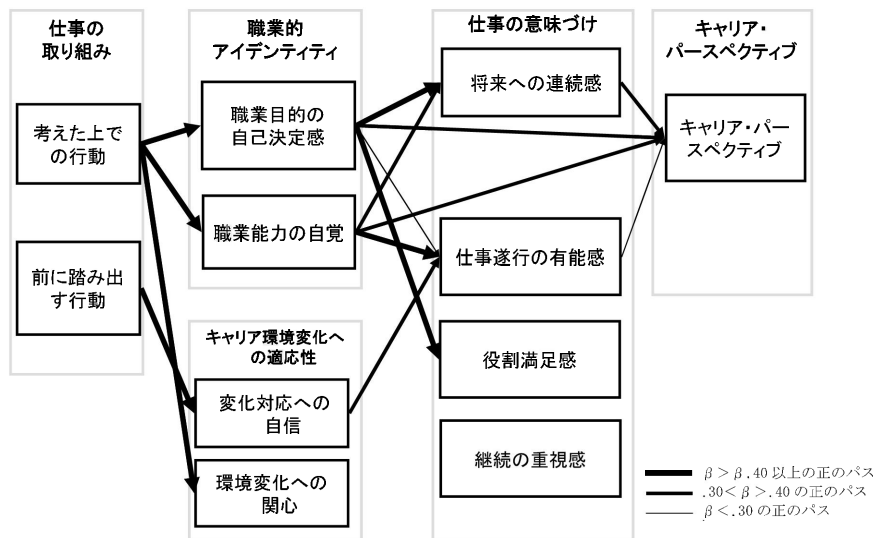 仕事の
取り組み
考えた上で
の行動
前に踏み出
す行動
職業的
アイデンティティ
職業目的の
自己決定感
職業能力の自覚
キャリア環境変化へ
の適応性
変化対応への
自信
環境変化への
関心
仕事の意味づけ
将来への連続感
仕事遂行の有能感
役割満足感
継続の重視感
キャリア・
パースペクティブ
キャリア・パー
スペクティブ
β>β.40以上の正のパス
.30<β>.40の正のパス
β<.30の正のパス